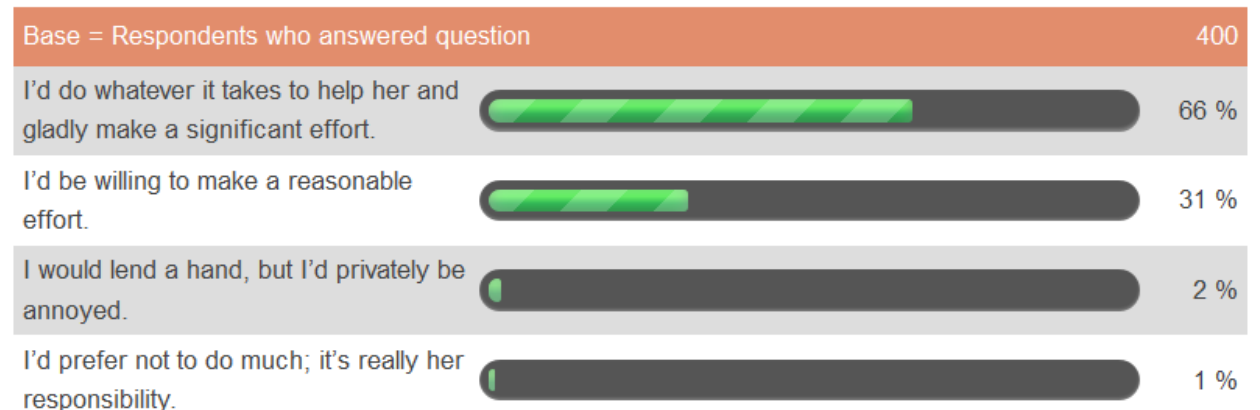 Base = Respondents who answered question 400
I’d do whatever it takes to help her and
gladly make a significant effort.
66 %
I’d be willing to make a reasonable
effort.
31 %
I would lend a hand, but I’d privately be
annoyed.
2 %
I’d prefer not to do much; it’s really her
responsibility.
1 %